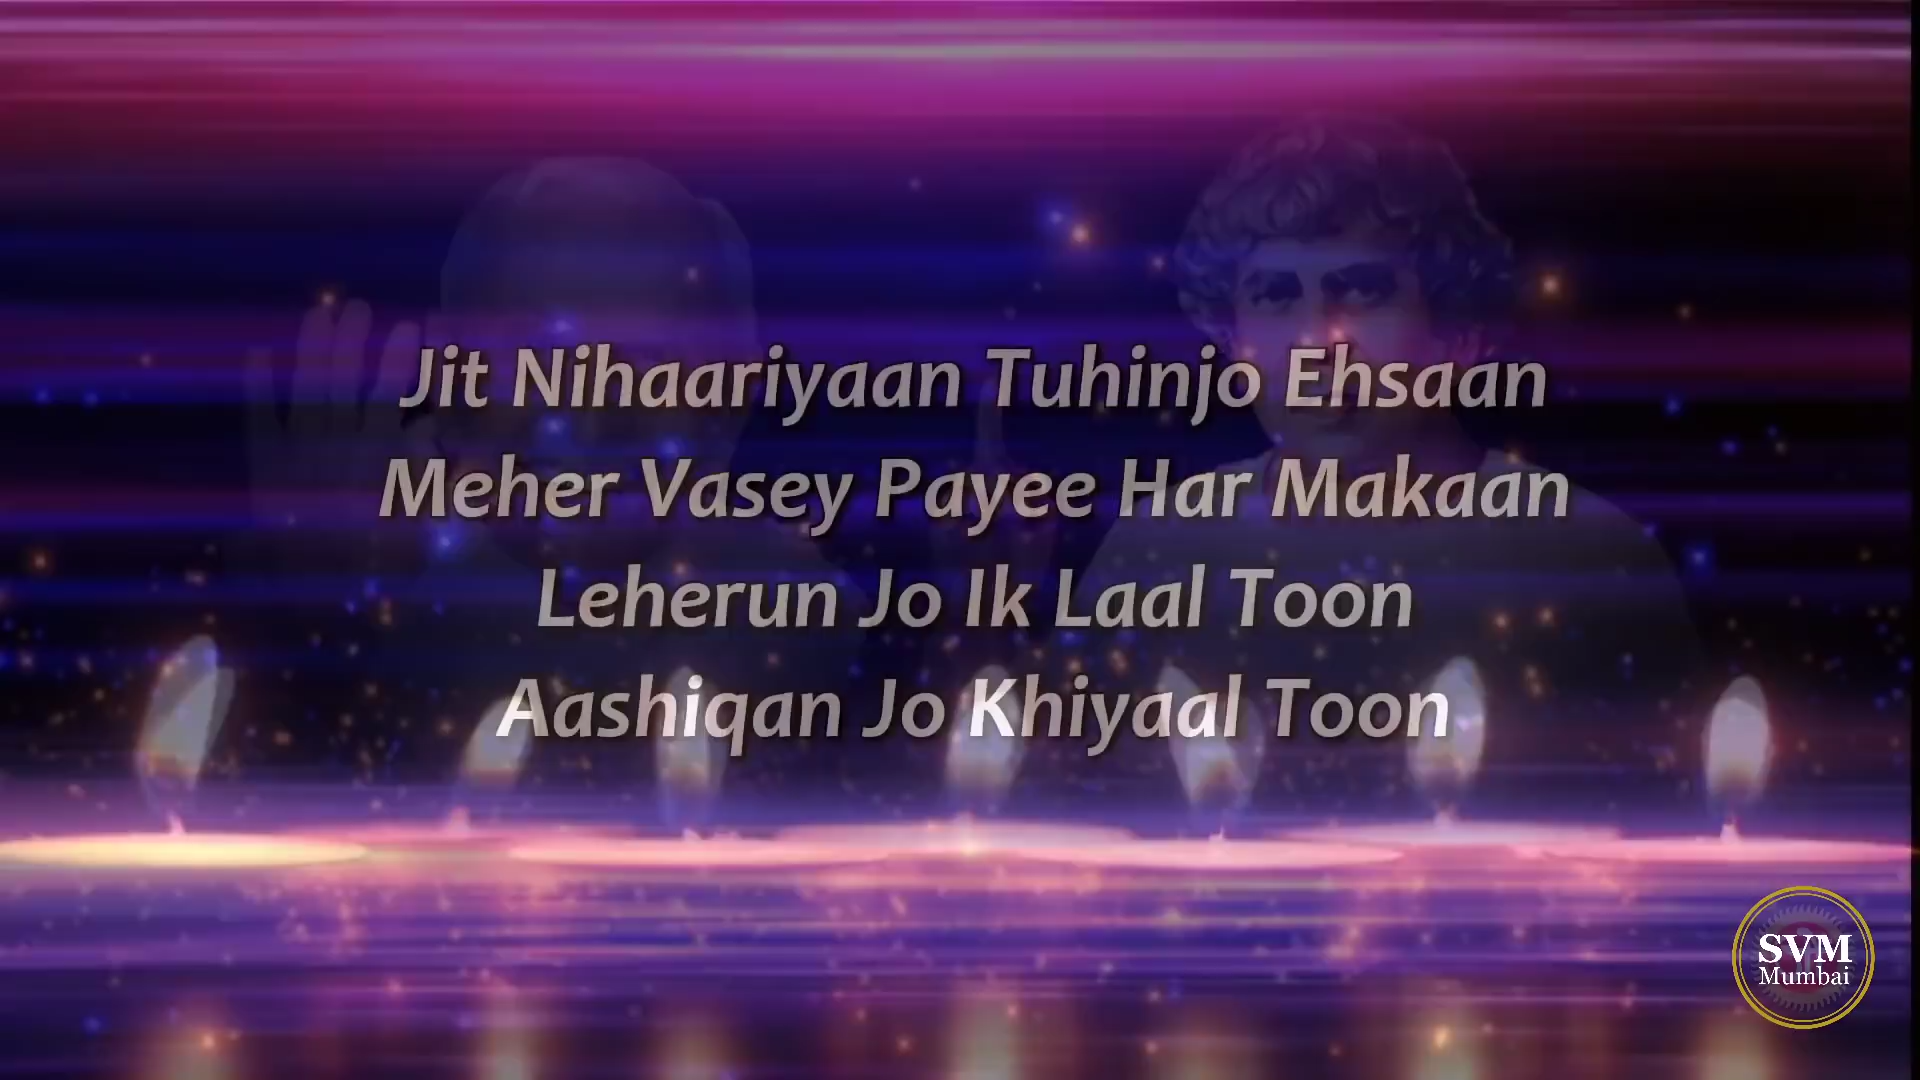 Jit Nihaariyaan Tuhinjo Ehsaan
Meher Vasey Payee Har Makaan
Leherun Jo Ik Laal Toon
Aashiqan Jo Khiyaal Toon
SVM
Mumbai